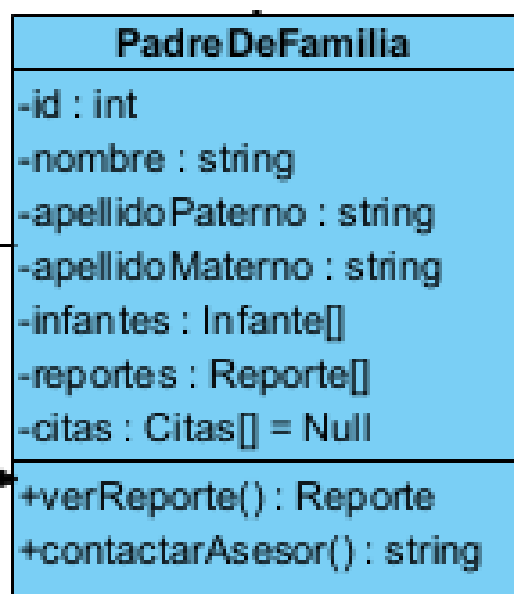 PadreDeFamilia
-id : int
-nombre : string
-apellidoPaterno : string
-apellidoMaterno : string
-infantes : Infante[]
-reportes : Reporte[]
-citas : Citas[] = Null
+verReporte() : Reporte
+contactarAsesor() : string